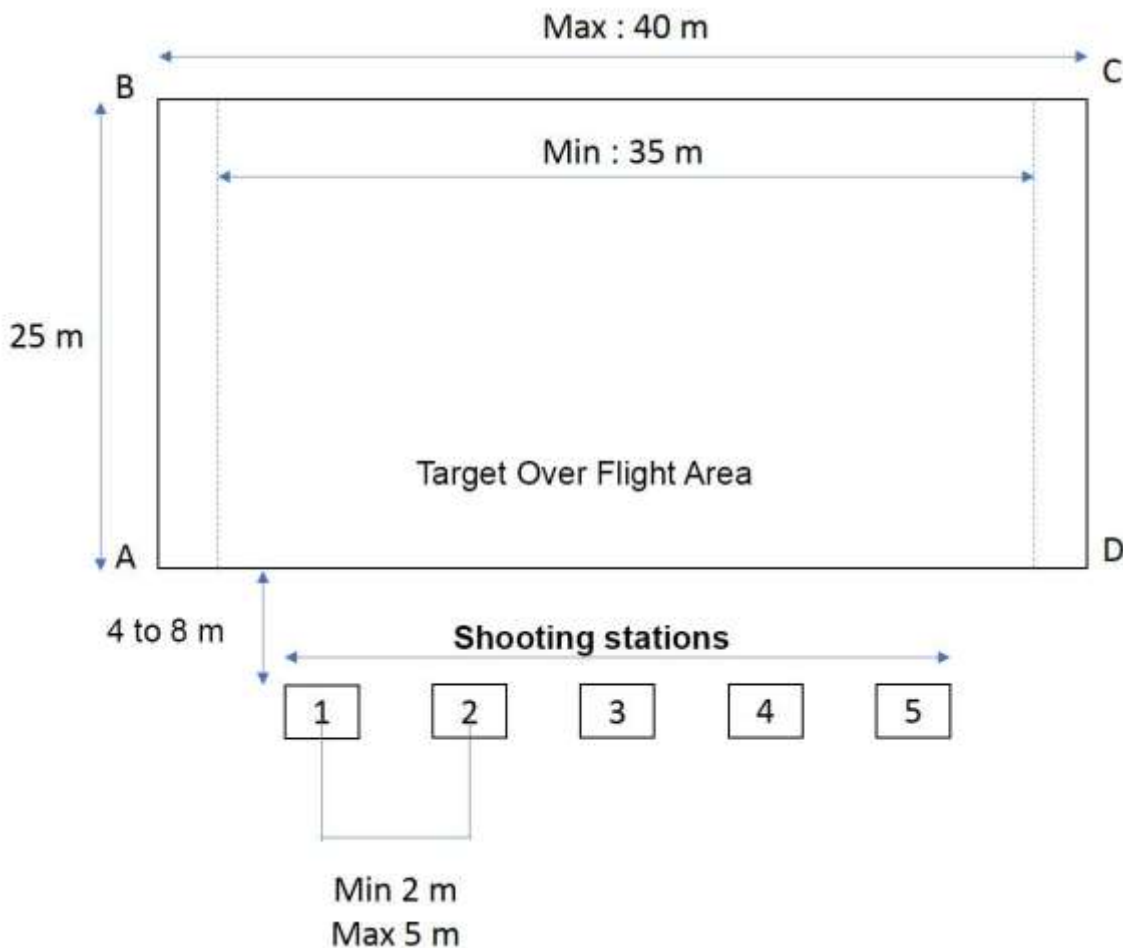 Max : 40 m
B
C
Min : 35 m
25 m
Target Over Flight Area
A
D
4 to 8 m
Shooting stations
1 2 3 4 5
Min 2 m
Max 5 m